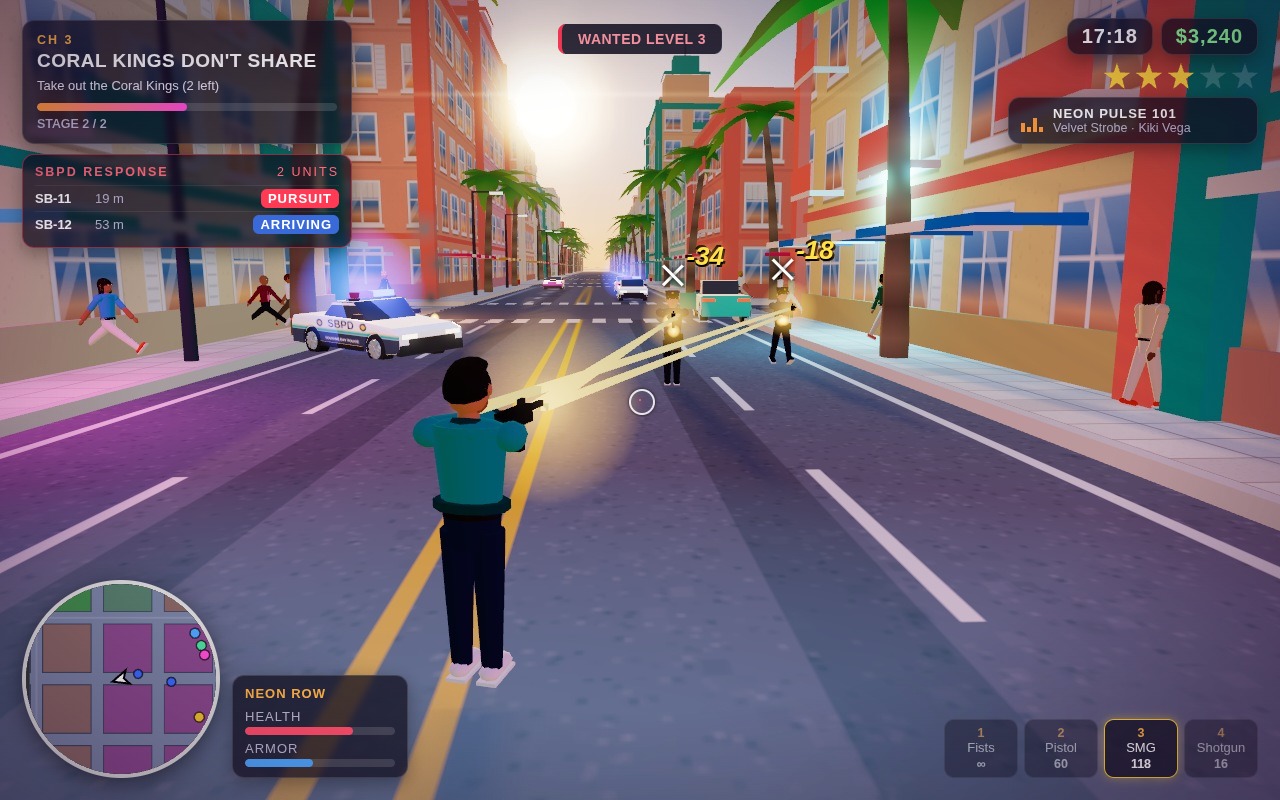 CH 3
CORAL KINGS DON'T SHARE
Take out the Coral Kings (2 left)
STAGE 2 / 2
SBPD RESPONSE 2 UNITS
SB-11 19 m PURSUIT
SB-12 53 m ARRIVING
WANTED LEVEL 3
17:18 $3,240
NEON PULSE 101
Velvet Strobe · Kiki Vega
-34
-18
SBPD
NEON ROW
HEALTH
ARMOR
1
Fists
∞
2
Pistol
60
3
SMG
118
4
Shotgun
16